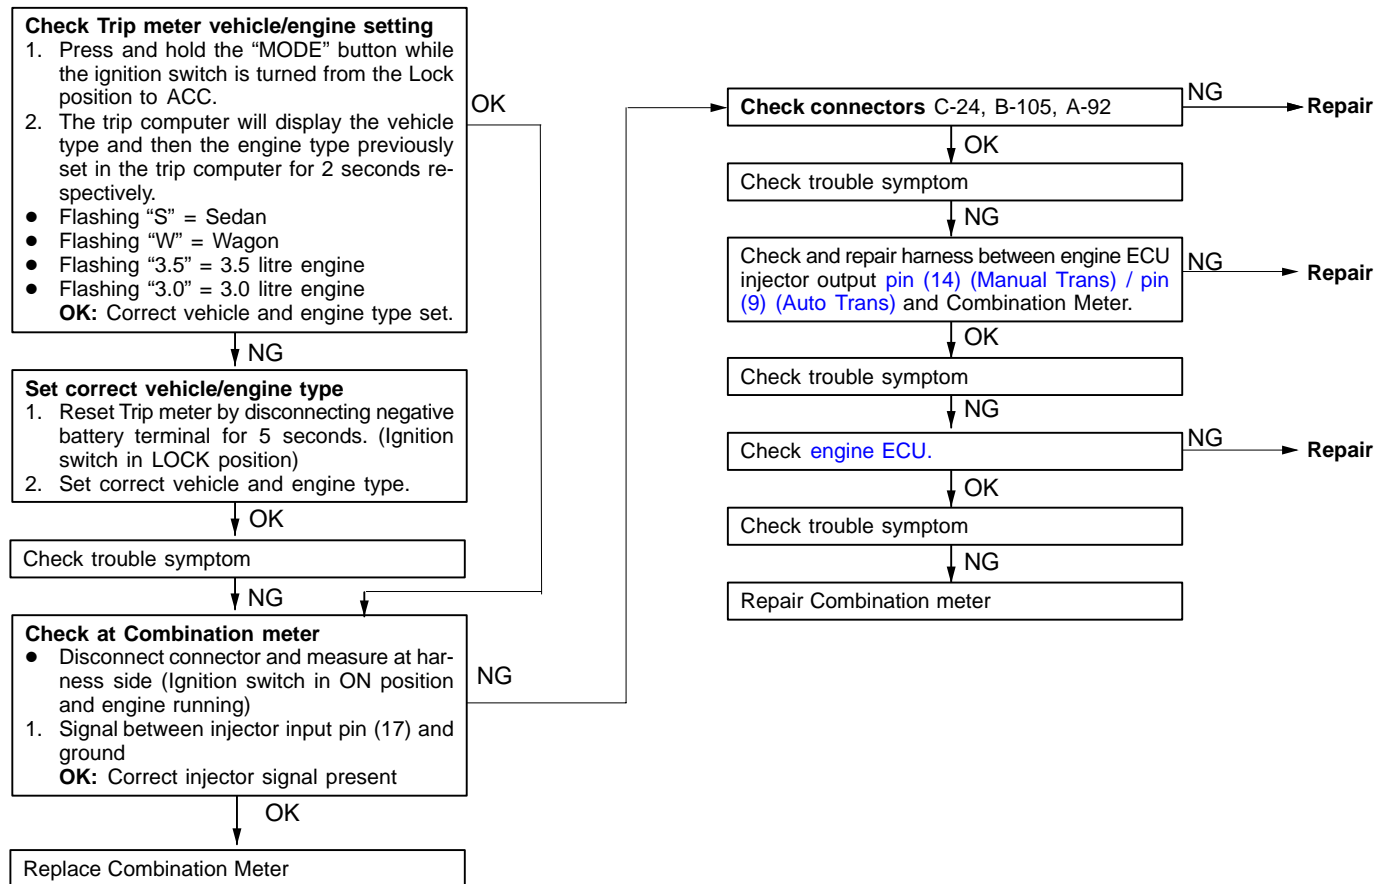 Check Trip meter vehicle/engine setting
1. Press and hold the “MODE” button while
the ignition switch is turned from the Lock
position to ACC.
2. The trip computer will display the vehicle
type and then the engine type previously
set in the trip computer for 2 seconds re-
spectively.
● Flashing “S” = Sedan
● Flashing “W” = Wagon
● Flashing “3.5” = 3.5 litre engine
● Flashing “3.0” = 3.0 litre engine
OK: Correct vehicle and engine type set.
OK
NG
Set correct vehicle/engine type
1. Reset Trip meter by disconnecting negative
battery terminal for 5 seconds. (Ignition
switch in LOCK position)
2. Set correct vehicle and engine type.
OK
Check trouble symptom
NG
Check at Combination meter
● Disconnect connector and measure at har-
ness side (Ignition switch in ON position
and engine running)
1. Signal between injector input pin (17) and
ground
OK: Correct injector signal present
NG
OK
Replace Combination Meter
Check connectors C-24, B-105, A-92
NG
Repair
OK
Check trouble symptom
NG
Check and repair harness between engine ECU
injector output pin (14) (Manual Trans) / pin
(9) (Auto Trans) and Combination Meter.
NG
Repair
OK
Check trouble symptom
NG
Check engine ECU.
NG
Repair
OK
Check trouble symptom
NG
Repair Combination meter